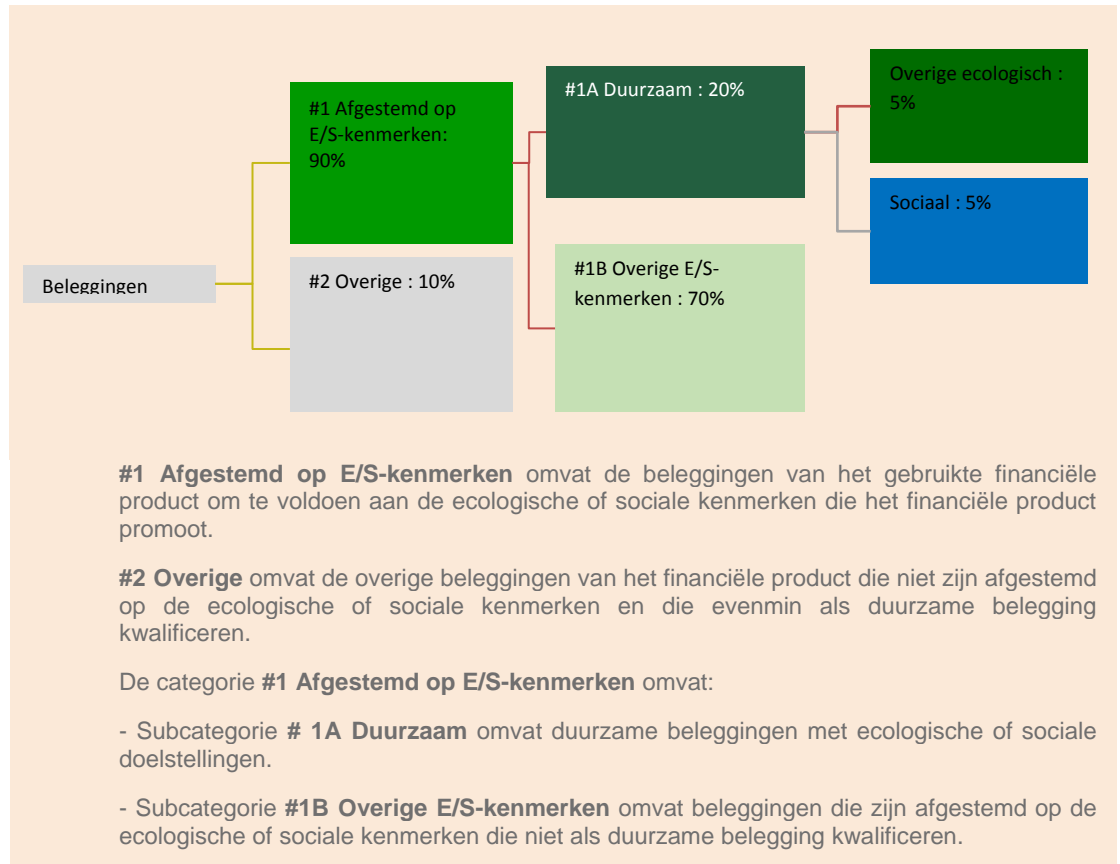 Beleggingen
#1 Afgestemd op
E/S-kenmerken:
90%
#2 Overige : 10%
#1A Duurzaam : 20%
#1B Overige E/S-
kenmerken : 70%
Overige ecologisch :
5%
Sociaal : 5%
#1 Afgestemd op E/S-kenmerken omvat de beleggingen van het gebruikte financiële
product om te voldoen aan de ecologische of sociale kenmerken die het financiële product
promoot.
#2 Overige omvat de overige beleggingen van het financiële product die niet zijn afgestemd
op de ecologische of sociale kenmerken en die evenmin als duurzame belegging
kwalificeren.
De categorie #1 Afgestemd op E/S-kenmerken omvat:
- Subcategorie # 1A Duurzaam omvat duurzame beleggingen met ecologische of sociale
doelstellingen.
- Subcategorie #1B Overige E/S-kenmerken omvat beleggingen die zijn afgestemd op de
ecologische of sociale kenmerken die niet als duurzame belegging kwalificeren.